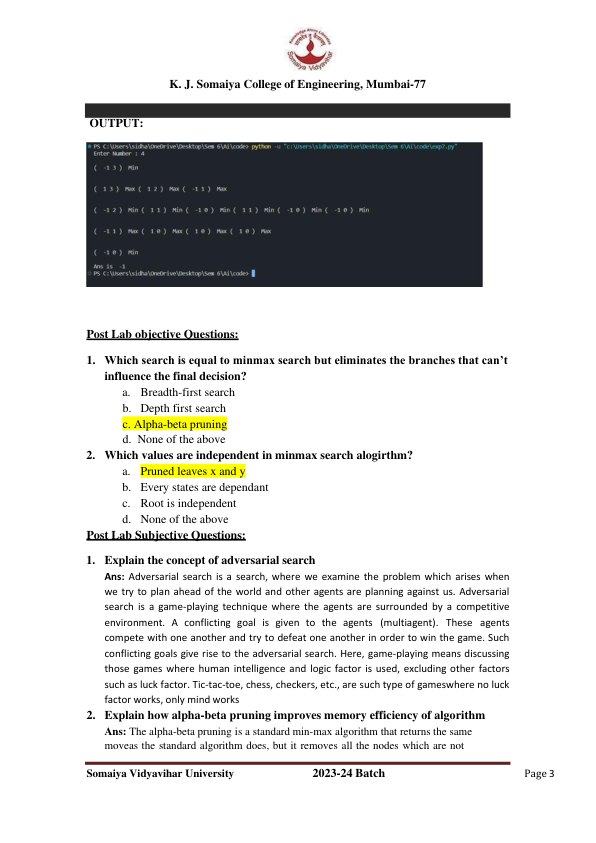 Somaiya Vidyavihar
K. J. Somaiya College of Engineering, Mumbai-77
OUTPUT:
PS C:\Users\sidha\OneDrive\Desktop\Sem 6\Ai\code> python -u "c:\Users\sidha\OneDrive\Desktop\Sem 6\Ai\code\exp7.py"
Enter Number : 4
( -1 3 ) Min
( 1 3 ) Max ( 1 2 ) Max ( -1 1 ) Max
( -1 2 ) Min ( 1 1 ) Min ( -1 0 ) Min ( 1 1 ) Min ( -1 0 ) Min ( -1 0 ) Min
( -1 1 ) Max ( 1 0 ) Max ( 1 0 ) Max ( 1 0 ) Max
( -1 0 ) Min
Ans is -1
PS C:\Users\sidha\OneDrive\Desktop\Sem 6\Ai\code>
Post Lab objective Questions:
1. Which search is equal to minmax search but eliminates the branches that can’t
influence the final decision?
a. Breadth-first search
b. Depth first search
c. Alpha-beta pruning
d. None of the above
2. Which values are independent in minmax search alogirthm?
a. Pruned leaves x and y
b. Every states are dependant
c. Root is independent
d. None of the above
Post Lab Subjective Questions:
1. Explain the concept of adversarial search
Ans: Adversarial search is a search, where we examine the problem which arises when
we try to plan ahead of the world and other agents are planning against us. Adversarial
search is a game-playing technique where the agents are surrounded by a competitive
environment. A conflicting goal is given to the agents (multiagent). These agents
compete with one another and try to defeat one another in order to win the game. Such
conflicting goals give rise to the adversarial search. Here, game-playing means discussing
those games where human intelligence and logic factor is used, excluding other factors
such as luck factor. Tic-tac-toe, chess, checkers, etc., are such type of gameswhere no luck
factor works, only mind works
2. Explain how alpha-beta pruning improves memory efficiency of algorithm
Ans: The alpha-beta pruning is a standard min-max algorithm that returns the same
moveas the standard algorithm does, but it removes all the nodes which are not
Somaiya Vidyavihar University 2023-24 Batch Page 3